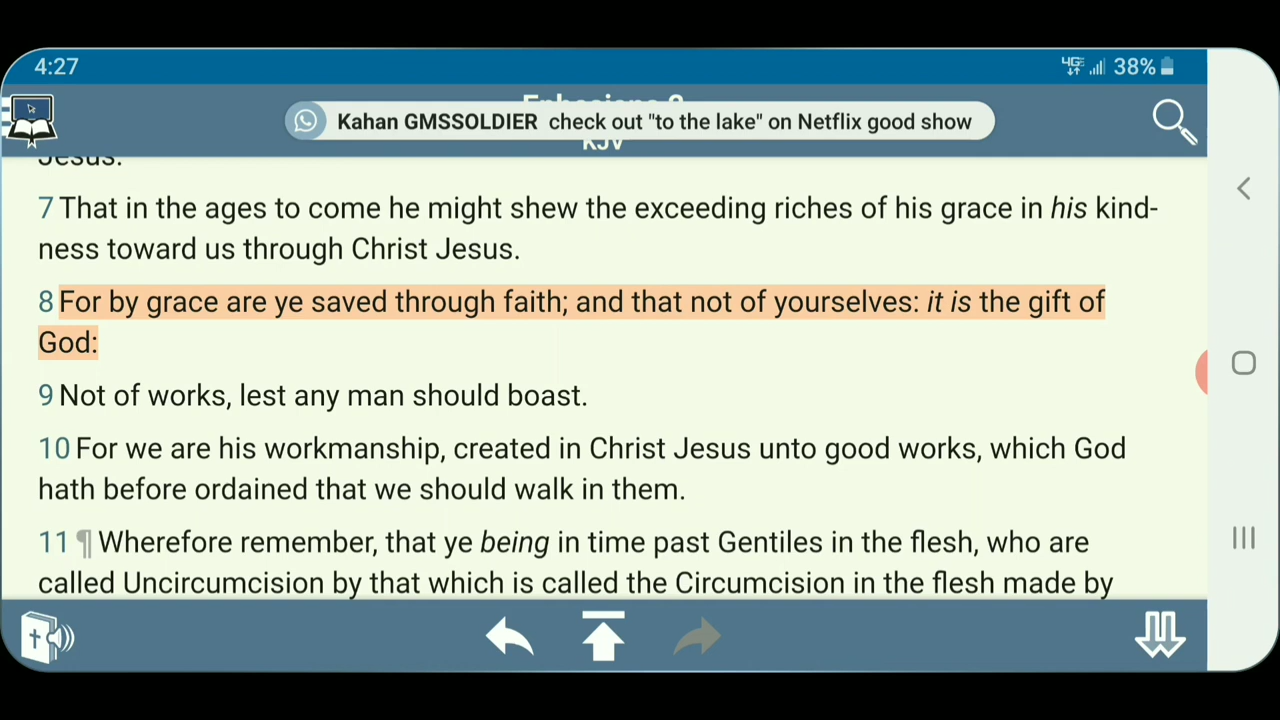 4:27
4GE
38%
Ephesians 2
Kahan GMSSOLDIER check out "to the lake" on Netflix good show
KJV
Jesus.
7 That in the ages to come he might shew the exceeding riches of his grace in his kind-
ness toward us through Christ Jesus.
8 For by grace are ye saved through faith; and that not of yourselves: it is the gift of
God:
9 Not of works, lest any man should boast.
10 For we are his workmanship, created in Christ Jesus unto good works, which God
hath before ordained that we should walk in them.
11 ¶ Wherefore remember, that ye being in time past Gentiles in the flesh, who are
called Uncircumcision by that which is called the Circumcision in the flesh made by